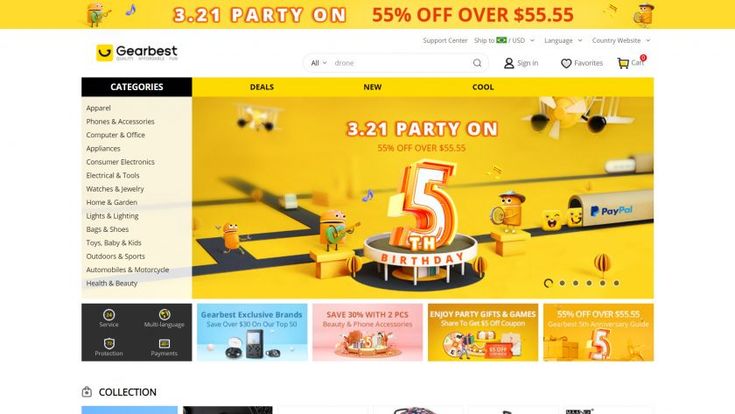 3.21 PARTY ON 55% OFF OVER $55.55
Support Center Ship to / USD Language Country Website
Gearbest
QUALITY AFFORDABLE FUN
All drone
Sign in Favorites Cart 0
CATEGORIES DEALS NEW COOL
Apparel
Phones & Accessories
Computer & Office
Appliances
Consumer Electronics
Electrical & Tools
Watches & Jewelry
Home & Garden
Lights & Lighting
Bags & Shoes
Toys, Baby & Kids
Outdoors & Sports
Automobiles & Motorcycle
Health & Beauty
3.21 PARTY ON
55% OFF OVER $55.55
5
TH
BIRTHDAY
PayPal
24
Service
Multi-language
Protection
Payments
Gearbest Exclusive Brands
Save Over $30 On Our Top 50
SAVE 30% WITH 2 PCS
Beauty & Phone Accessories
ENJOY PARTY GIFTS & GAMES
Share To Get $5 Off Coupon
$5 OFF
55% OFF OVER $55.55
Gearbest 5th Anniversary Guide
5
COLLECTION